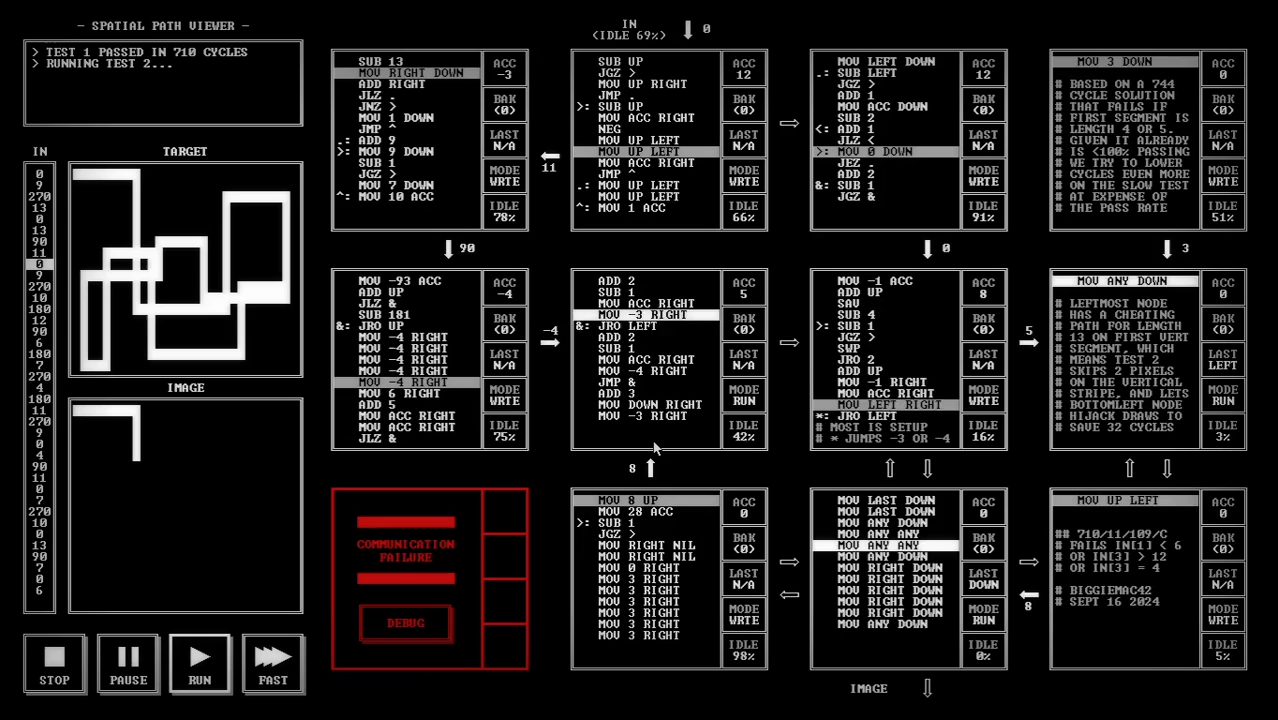 - SPATIAL PATH VIEWER -
> TEST 1 PASSED IN 710 CYCLES
> RUNNING TEST 2...
IN
0
9
270
13
0
13
90
11
0
9
270
10
180
12
90
6
180
7
270
4
180
11
270
9
0
4
90
11
0
7
270
10
0
13
90
7
0
6
TARGET
IMAGE
STOP
PAUSE
RUN
FAST
IN
(IDLE 69%)
0
SUB 13
MOV RIGHT DOWN
ADD RIGHT
JLZ .
JNZ >
MOV 1 DOWN
JMP ^
.: ADD 9
>: MOV 9 DOWN
SUB 1
JGZ >
MOV 7 DOWN
^: MOV 10 ACC
ACC
-3
BAK
(0)
LAST
N/A
MODE
WRTE
IDLE
78%
11
SUB UP
JGZ >
MOV UP RIGHT
JMP .
>: SUB UP
MOV ACC RIGHT
NEG
MOV UP LEFT
MOV UP LEFT
MOV ACC RIGHT
JMP ^
.: MOV UP LEFT
MOV UP LEFT
^: MOV 1 ACC
ACC
12
BAK
(0)
LAST
N/A
MODE
WRTE
IDLE
66%
MOV LEFT DOWN
.: SUB LEFT
JGZ >
ADD 1
MOV ACC DOWN
SUB 2
<: ADD 1
JLZ <
>: MOV 0 DOWN
JEZ .
ADD 2
&: SUB 1
JGZ &
ACC
12
BAK
(0)
LAST
N/A
MODE
WRTE
IDLE
91%
MOV 3 DOWN
# BASED ON A 744
# CYCLE SOLUTION
# THAT FAILS IF
# FIRST SEGMENT IS
# LENGTH 4 OR 5.
# GIVEN IT ALREADY
# IS <100% PASSING
# WE TRY TO LOWER
# CYCLES EVEN MORE
# ON THE SLOW TEST
# AT EXPENSE OF
# THE PASS RATE
ACC
0
BAK
(0)
LAST
N/A
MODE
WRTE
IDLE
51%
90
0
3
MOV -93 ACC
ADD UP
JLZ &
SUB 181
&: JRO UP
MOV -4 RIGHT
MOV -4 RIGHT
MOV -4 RIGHT
MOV -4 RIGHT
MOV -4 RIGHT
MOV 6 RIGHT
ADD 5
MOV ACC RIGHT
MOV ACC RIGHT
JLZ &
ACC
-4
BAK
(0)
LAST
N/A
MODE
WRTE
IDLE
75%
-4
ADD 2
SUB 1
MOV ACC RIGHT
MOV -3 RIGHT
&: JRO LEFT
ADD 2
SUB 1
MOV ACC RIGHT
MOV -4 RIGHT
JMP &
ADD 3
MOV DOWN RIGHT
MOV -3 RIGHT
ACC
5
BAK
(0)
LAST
N/A
MODE
RUN
IDLE
42%
MOV -1 ACC
ADD UP
SAV
SUB 4
>: SUB 1
JGZ >
SWP
JRO 2
ADD UP
MOV -1 RIGHT
MOV ACC RIGHT
MOV LEFT RIGHT
*: JRO LEFT
# MOST IS SETUP
# * JUMPS -3 OR -4
ACC
8
BAK
(0)
LAST
N/A
MODE
WRTE
IDLE
16%
5
MOV ANY DOWN
# LEFTMOST NODE
# HAS A CHEATING
# PATH FOR LENGTH
# 13 ON FIRST VERT
# SEGMENT, WHICH
# MEANS TEST 2
# SKIPS 2 PIXELS
# ON THE VERTICAL
# STRIPE, AND LETS
# BOTTOMLEFT NODE
# HIJACK DRAWS TO
# SAVE 32 CYCLES
ACC
0
BAK
(0)
LAST
LEFT
MODE
RUN
IDLE
3%
8
COMMUNICATION
FAILURE
DEBUG
MOV 8 UP
MOV 28 ACC
>: SUB 1
JGZ >
MOV RIGHT NIL
MOV RIGHT NIL
MOV 0 RIGHT
MOV 3 RIGHT
MOV 3 RIGHT
MOV 3 RIGHT
MOV 3 RIGHT
MOV 3 RIGHT
MOV 3 RIGHT
ACC
0
BAK
(0)
LAST
N/A
MODE
WRTE
IDLE
98%
MOV LAST DOWN
MOV LAST DOWN
MOV ANY DOWN
MOV ANY ANY
MOV ANY ANY
MOV ANY DOWN
MOV RIGHT DOWN
MOV RIGHT DOWN
MOV RIGHT DOWN
MOV RIGHT DOWN
MOV RIGHT DOWN
MOV ANY DOWN
ACC
0
BAK
(0)
LAST
DOWN
MODE
RUN
IDLE
0%
8
MOV UP LEFT
## 710/11/109/C
# FAILS IN[1] < 6
# OR IN[3] > 12
# OR IN[3] = 4
# BIGGIEMAC42
# SEPT 16 2024
ACC
0
BAK
(0)
LAST
N/A
MODE
WRTE
IDLE
5%
IMAGE